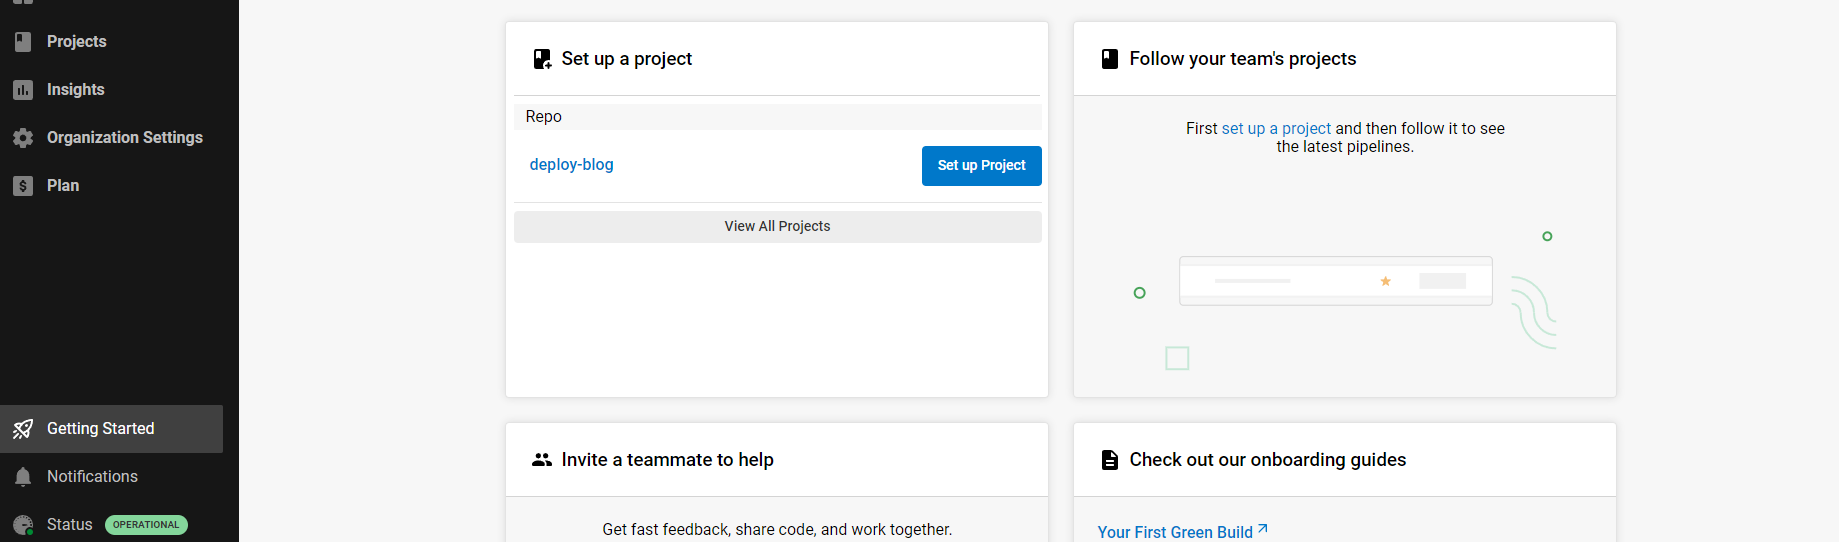 Projects
Insights
Organization Settings
Plan
Getting Started
Notifications
Status OPERATIONAL
Set up a project
Repo
deploy-blog
Set up Project
View All Projects
Follow your team's projects
First set up a project and then follow it to see
the latest pipelines.
Invite a teammate to help
Get fast feedback, share code, and work together.
Check out our onboarding guides
Your First Green Build